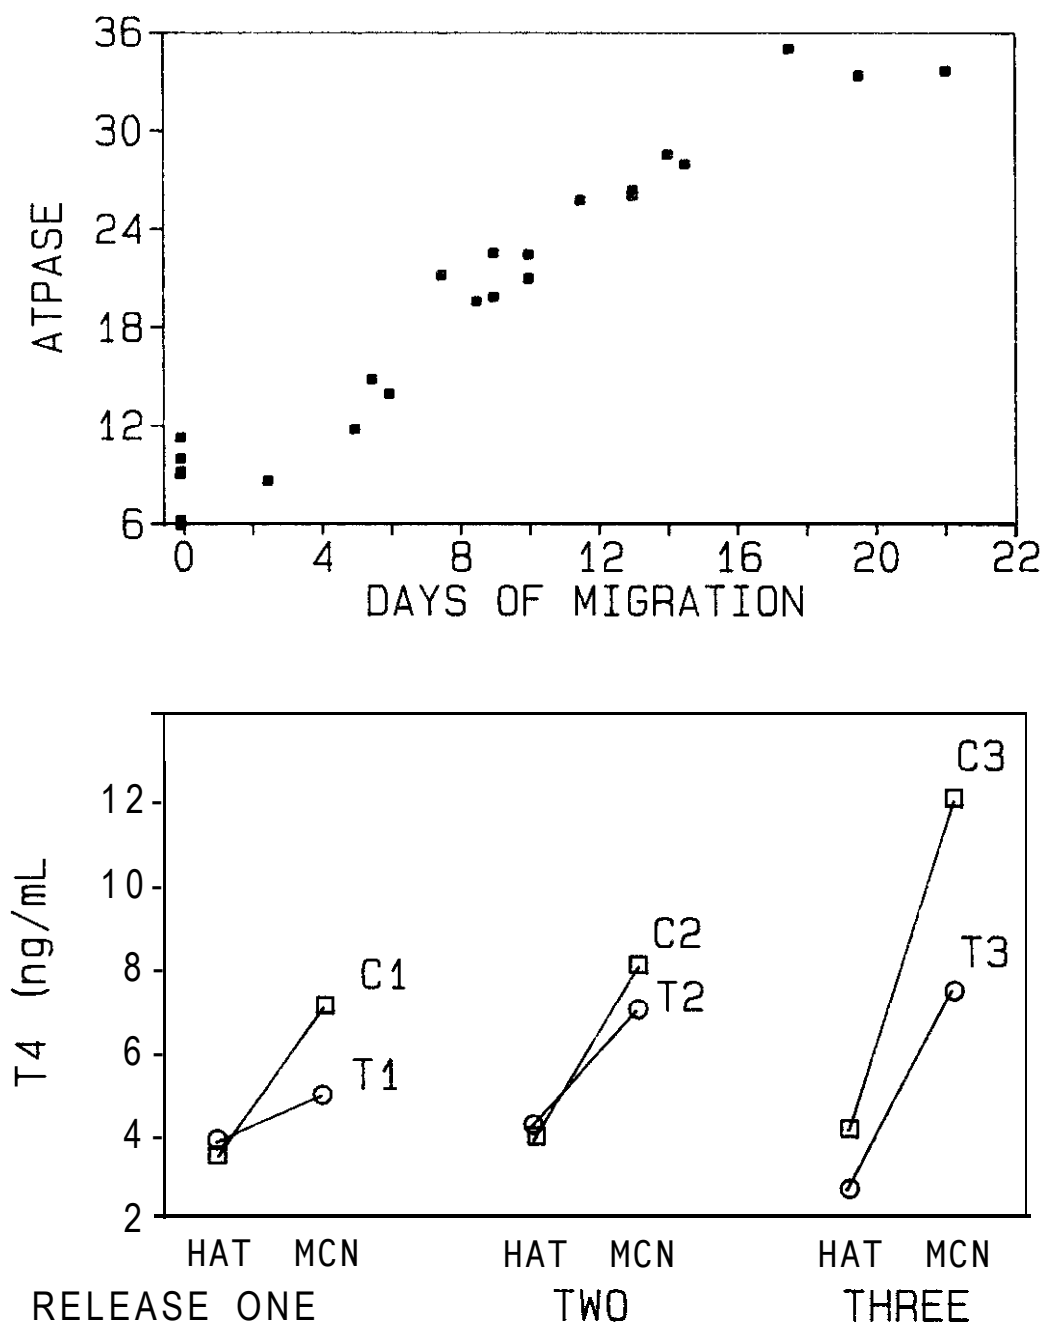 36
30
24
18
12
6
ATPASE
0 4 8 12 16 20 22
DAYS OF MIGRATION
12
10
8
6
4
2
T4 (ng/mL
C1
T1
C2
T2
C3
T3
HAT MCN HAT MCN HAT MCN
RELEASE ONE TWO THREE